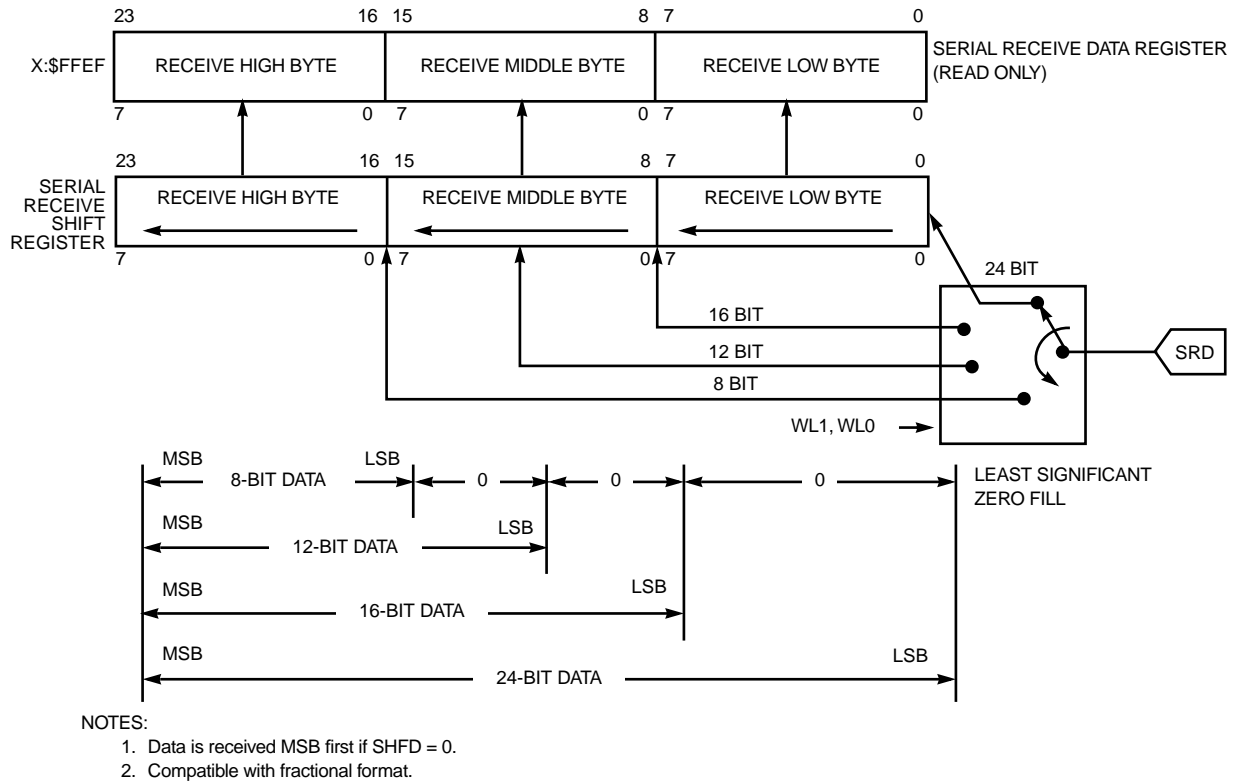 23 16 15 8 7 0
X:$FFEF RECEIVE HIGH BYTE RECEIVE MIDDLE BYTE RECEIVE LOW BYTE SERIAL RECEIVE DATA REGISTER
(READ ONLY)
7 0 7 0 7 0
23 16 15 8 7 0
SERIAL
RECEIVE
SHIFT
REGISTER
RECEIVE HIGH BYTE RECEIVE MIDDLE BYTE RECEIVE LOW BYTE
7 0 7 0 7 0
24 BIT
16 BIT
12 BIT
8 BIT
SRD
WL1, WL0
MSB LSB
8-BIT DATA 0 0 0
LEAST SIGNIFICANT
ZERO FILL
MSB LSB
12-BIT DATA
MSB LSB
16-BIT DATA
MSB LSB
24-BIT DATA
NOTES:
1. Data is received MSB first if SHFD = 0.
2. Compatible with fractional format.